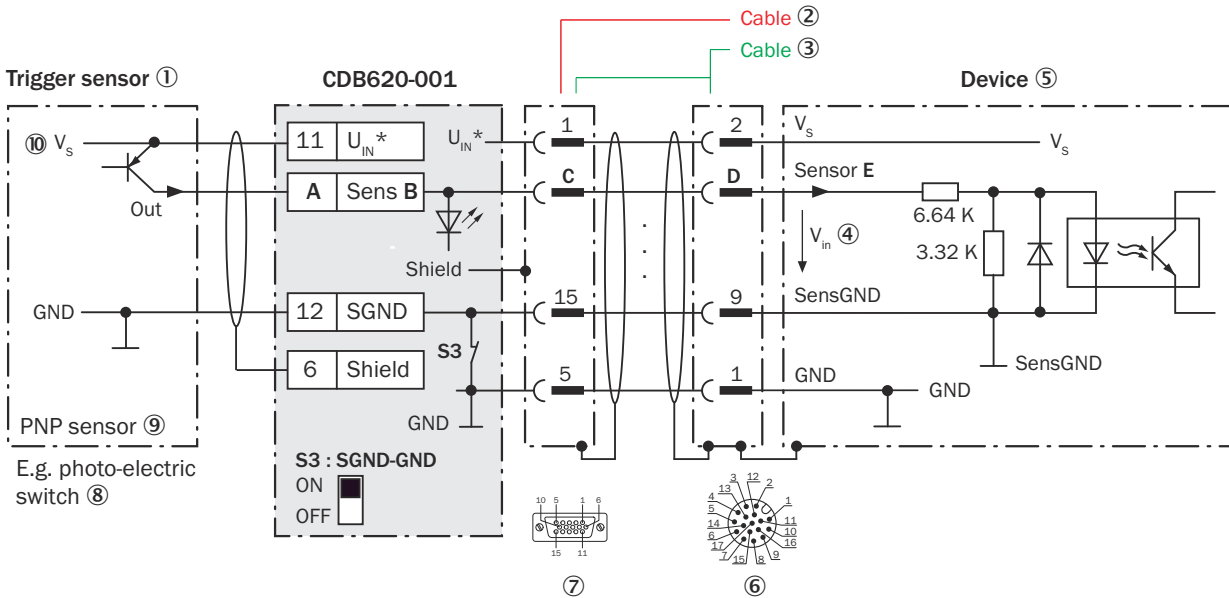 Cable ②
Cable ③
Trigger sensor ①
CDB620-001
Device ⑤
⑩ Vs
11 UIN*
UIN*
1
2
Vs
Vs
A Sens B
C
D
Sensor E
Out
6.64 K
3.32 K
Vin ④
Shield
GND
12 SGND
15
9
SensGND
S3
6 Shield
SensGND
5
1
GND
GND
GND
PNP sensor ⑨
E.g. photo-electric
switch ⑧
S3 : SGND-GND
ON
OFF
10 5 1 6
15 11
3 12 2
13 1
4
5 11
14 10
6 16
17 9
7 15 8
⑦
⑥